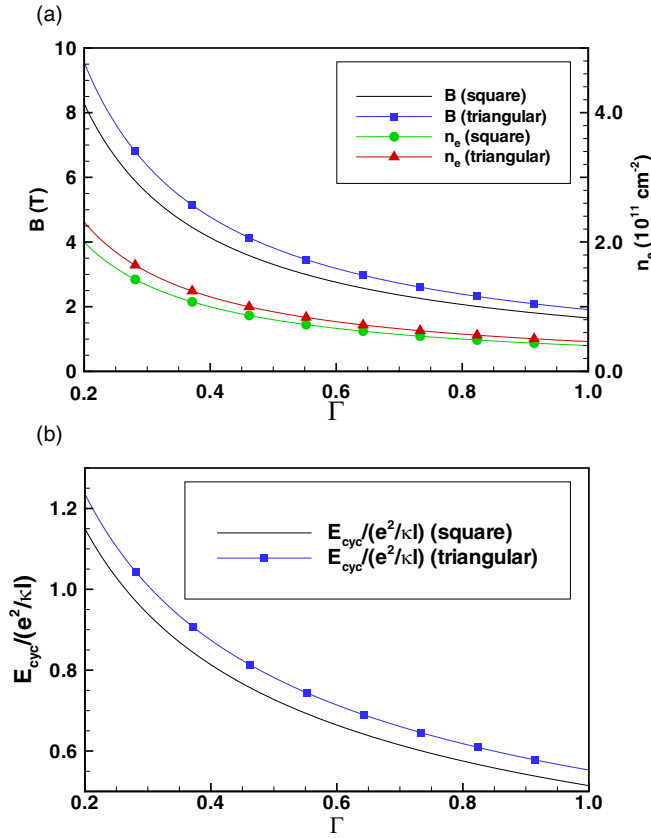 (a)
10
8
6
4
2
0
B (T)
B (square)
B (triangular)
n_e (square)
n_e (triangular)
4.0
2.0
1.0
0.0
n_e (10^11 cm^-2)
0.2 0.4 0.6 0.8 1.0
Γ
(b)
1.2
1.0
0.8
0.6
E_cyc/(e^2/κl)
E_cyc/(e^2/κl) (square)
E_cyc/(e^2/κl) (triangular)
0.2 0.4 0.6 0.8 1.0
Γ